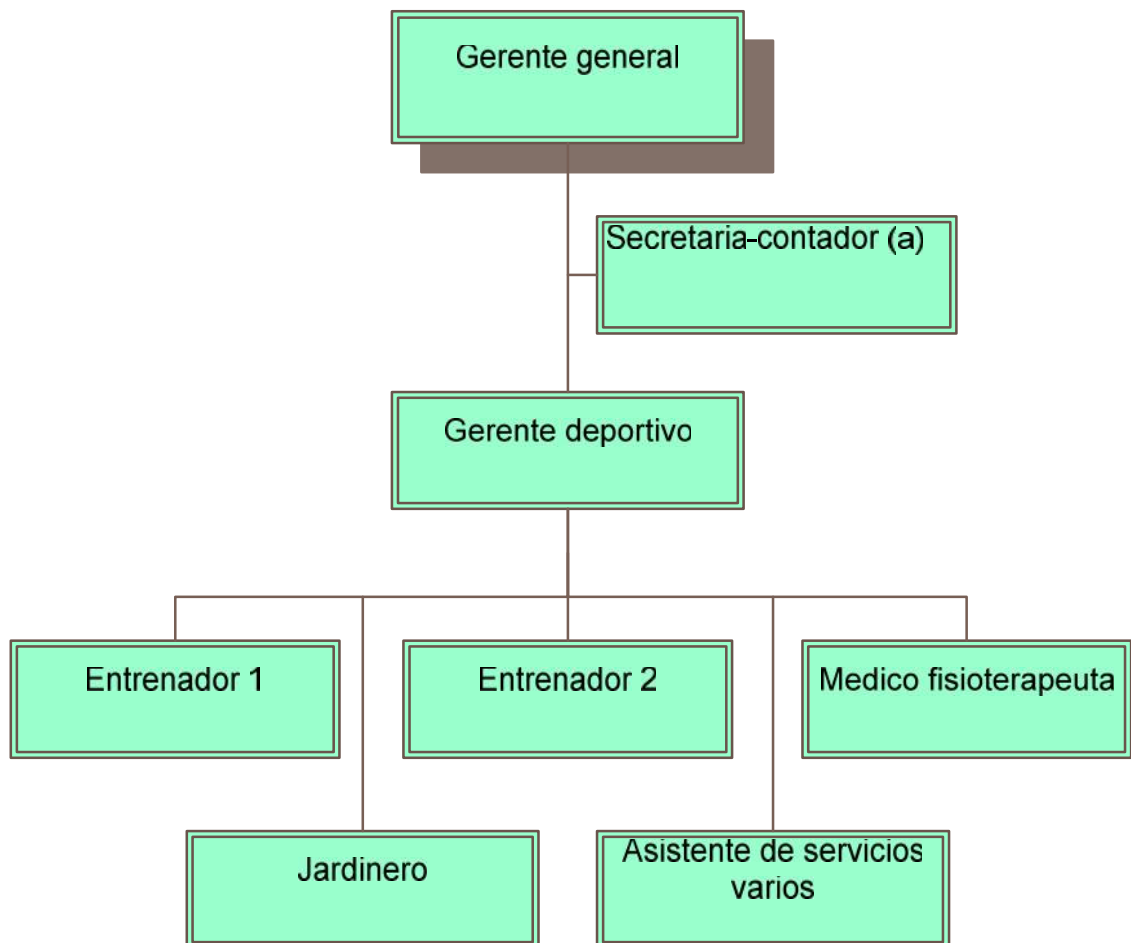 Gerente general
Secretaria-contador (a)
Gerente deportivo
Entrenador 1
Entrenador 2
Medico fisioterapeuta
Jardinero
Asistente de servicios
varios